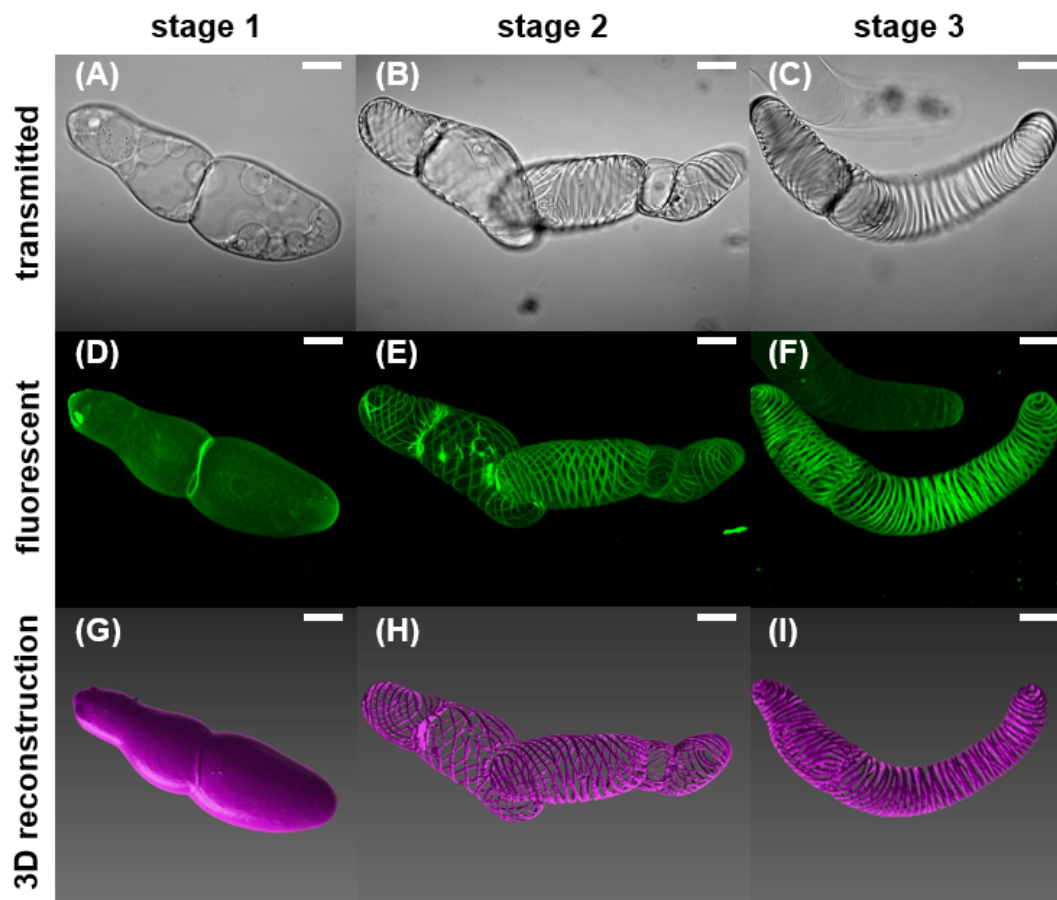 stage 1
stage 2
stage 3
transmitted
(A)
(B)
(C)
fluorescent
(D)
(E)
(F)
3D reconstruction
(G)
(H)
(I)